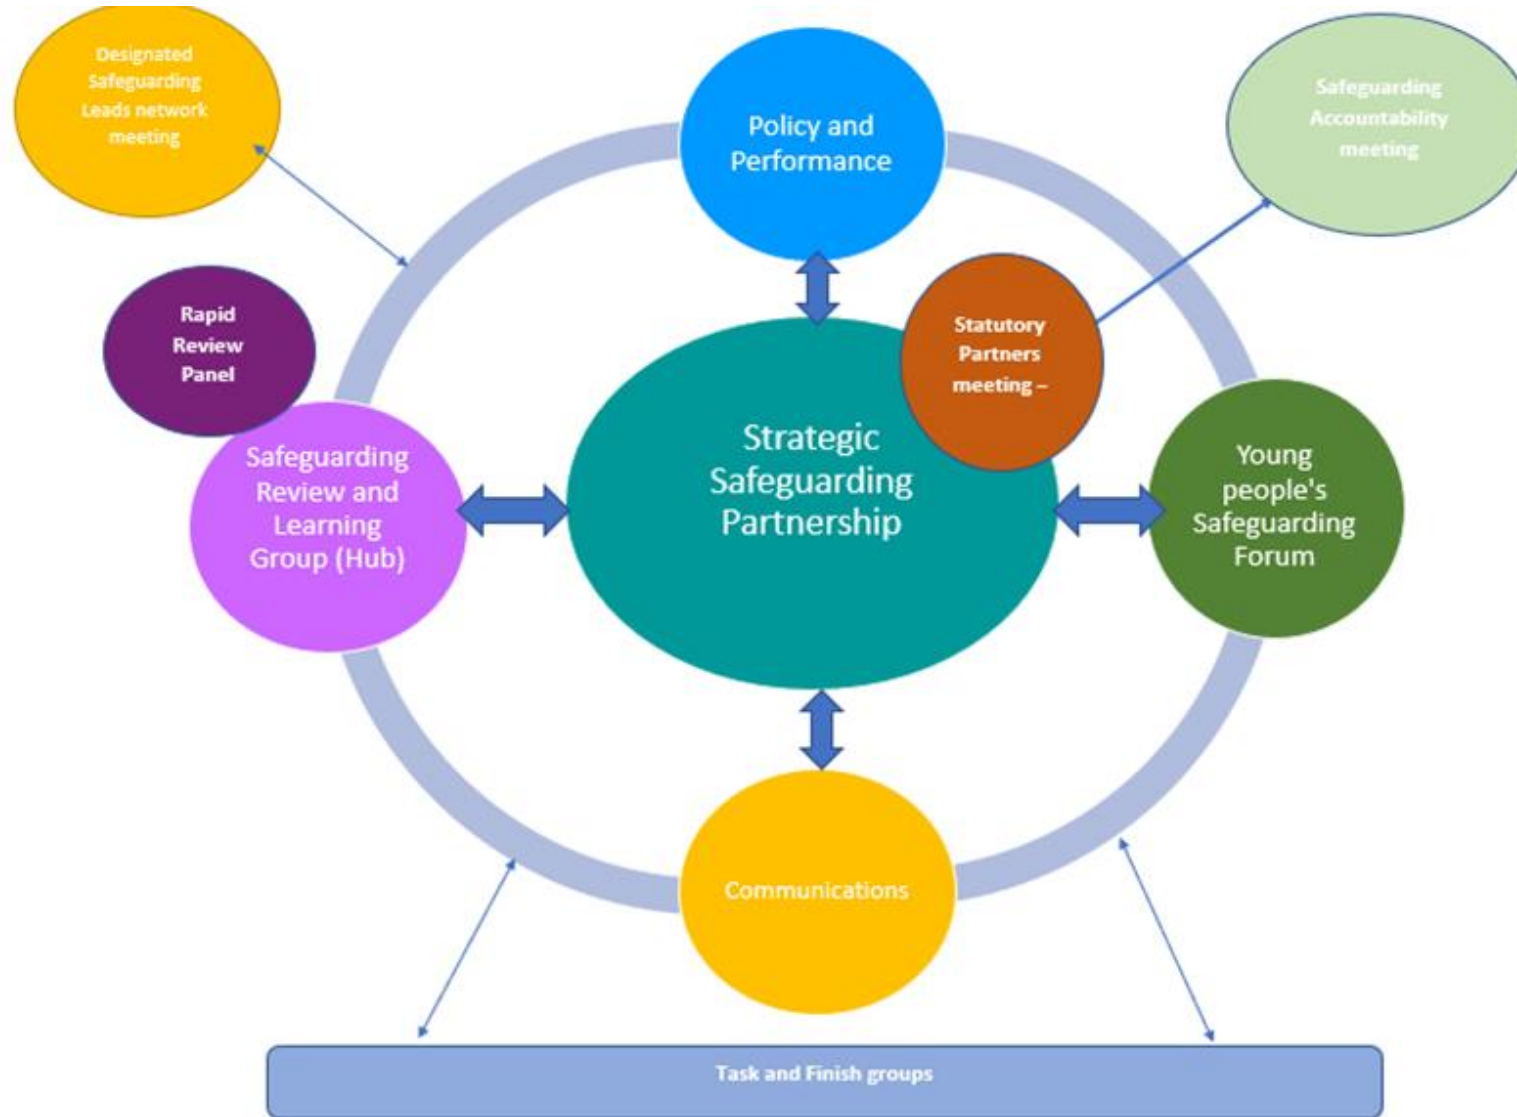 Designated
Safeguarding
Leads network
meeting
Policy and
Performance
Safeguarding
Accountability
meeting
Rapid
Review
Panel
Statutory
Partners
meeting –
Strategic
Safeguarding
Partnership
Safeguarding
Review and
Learning
Group (Hub)
Young
people's
Safeguarding
Forum
Communications
Task and Finish groups